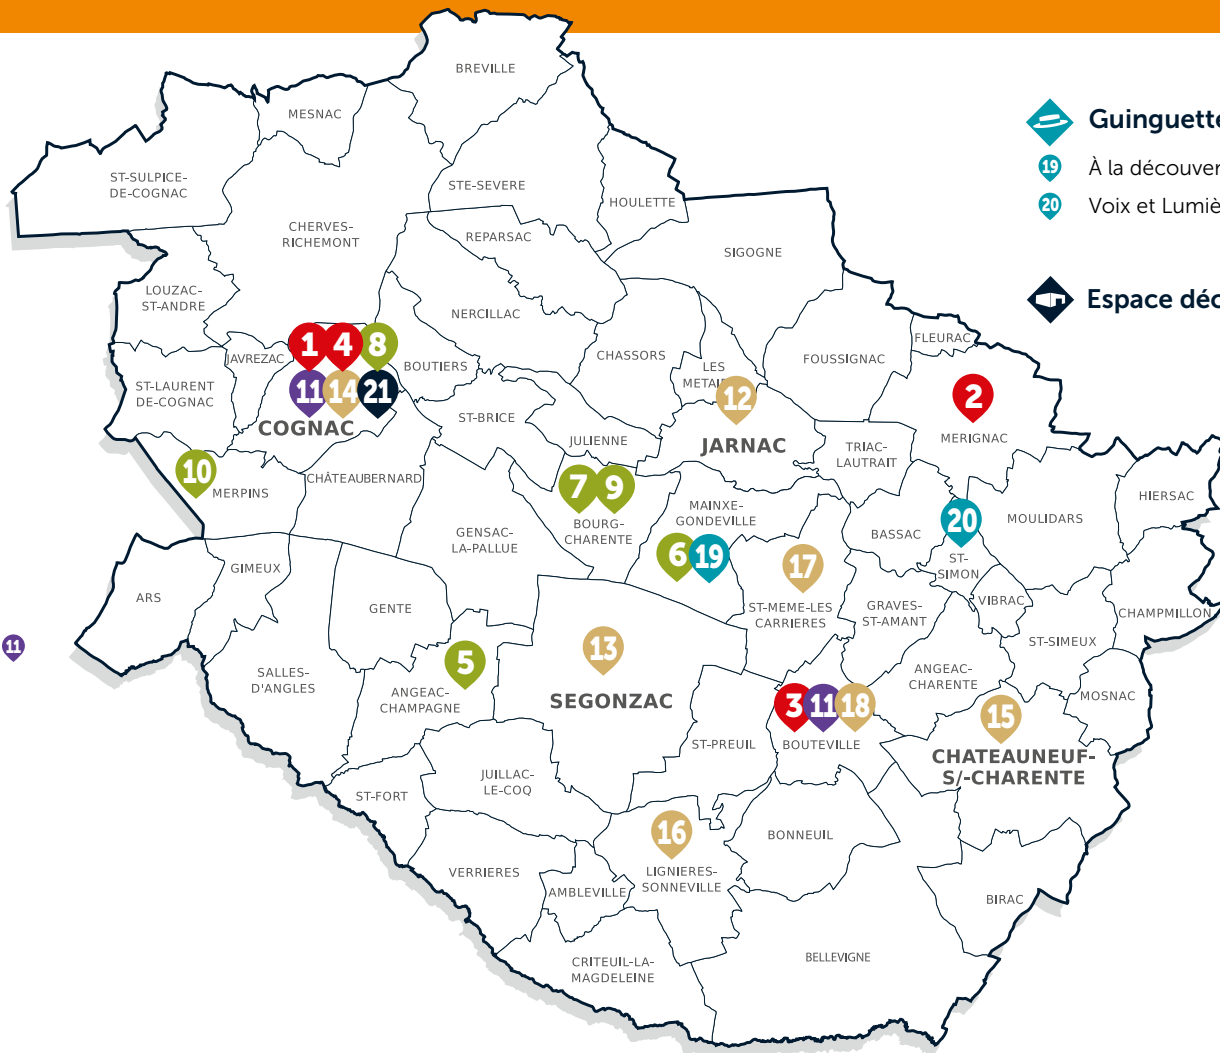 BREVILLE
MESNAC
Guinguette
19 À la découver
20 Voix et Lumiè
ST-SULPICE-
DE-COGNAC
STE-SEVERE
HOULETTE
CHERVES-
RICHEMONT
REPARSAC
SIGOGNE
LOUZAC-
ST-ANDRE
Espace déc
NERCILLAC
FLEURAC
1 4 8
JAVREZAC
BOUTIERS
CHASSORS
LES
FOUSSIGNAC
ST-LAURENT
DE-COGNAC
11 14 21
12
2
COGNAC
ST-BRICE
JULIENNE
JARNAC
MERIGNAC
TRIAC-
LAUTRAIT
10
MERPINS
CHÂTEAUBERNARD
7 9
BOURG-
CHARENTE
MAINXE-
GONDEVILLE
HIERSAC
GENSAC-
LA-PALLUE
BASSAC
20
MOULIDARS
6 19
17
ST-
SIMON
GIMEUX
ARS
GENTE
ST-MEME-LES
CARRIERES
GRAVES-
ST-AMANT
VIBRAC
CHAMPMILLON
11
13
ST-SIMEUX
SALLES-
D'ANGLES
5
ANGEAC-
CHAMPAGNE
SEGONZAC
ANGEAC-
CHARENTE
MOSNAC
3 11 18
15
ST-PREUIL
BOUTEVILLE
CHATEAUNEUF-
S/-CHARENTE
JUILLAC-
LE-COQ
ST-FORT
16
BONNEUIL
VERRIERES
LIGNIERES-
SONNEVILLE
AMBLEVILLE
BIRAC
CRITEUIL-LA-
MAGDELEINE
BELLEVIGNE